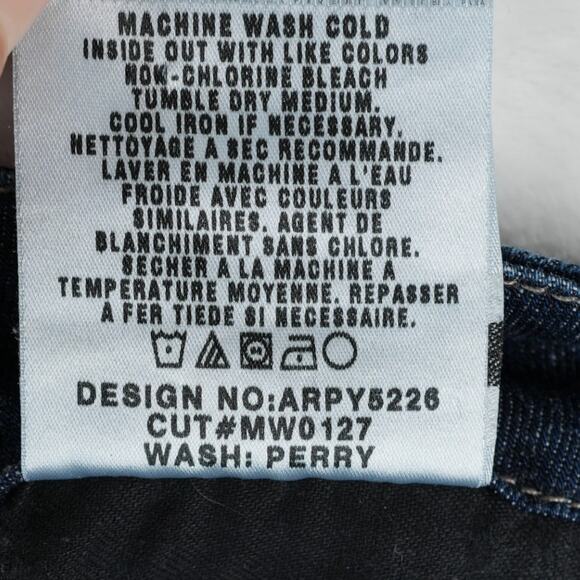 MACHINE WASH COLD
INSIDE OUT WITH LIKE COLORS
NON-CHLORINE BLEACH
TUMBLE DRY MEDIUM.
COOL IRON IF NECESSARY.
NETTOYAGE A SEC RECOMMANDE.
LAVER EN MACHINE A L'EAU
FROIDE AVEC COULEURS
SIMILAIRES. AGENT DE
BLANCHIMENT SANS CHLORE.
SECHER A LA MACHINE A
TEMPERATURE MOYENNE. REPASSER
A FER TIEDE SI NECESSAIRE.
DESIGN NO:ARPY5226
CUT#MW0127
WASH: PERRY